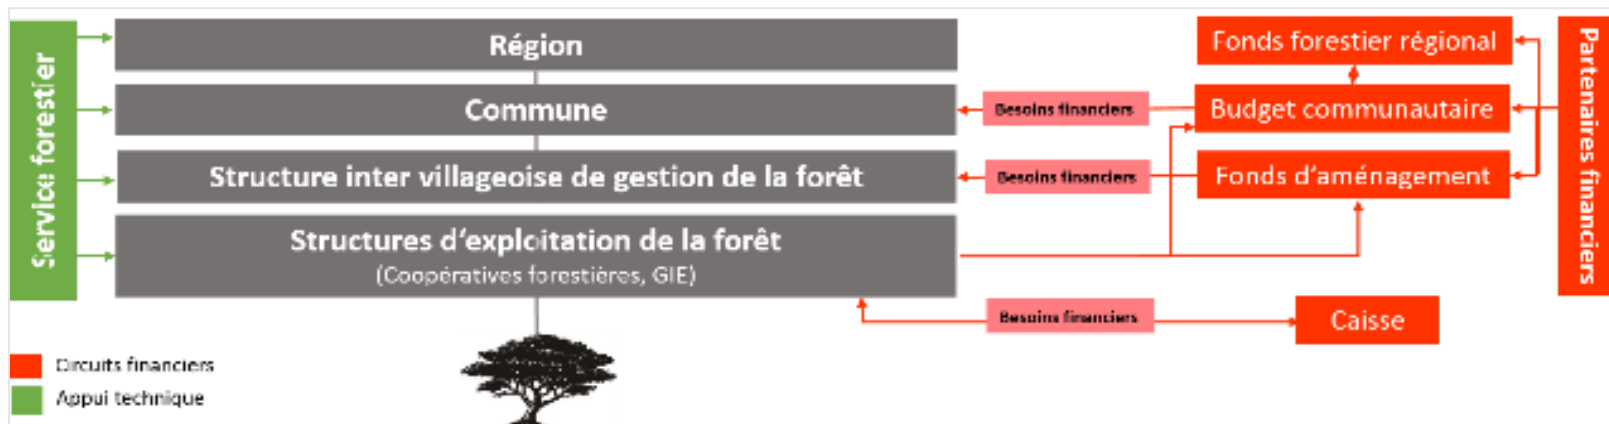 Service forestier
Région
Commune
Structure inter villageoise de gestion de la forêt
Structures d'exploitation de la forêt
(Coopératives forestières, GIE)
Besoins financiers
Besoins financiers
Besoins financiers
Fonds forestier régional
Budget communautaire
Fonds d'aménagement
Caisse
Partenaires financiers
Circuits financiers
Appui technique